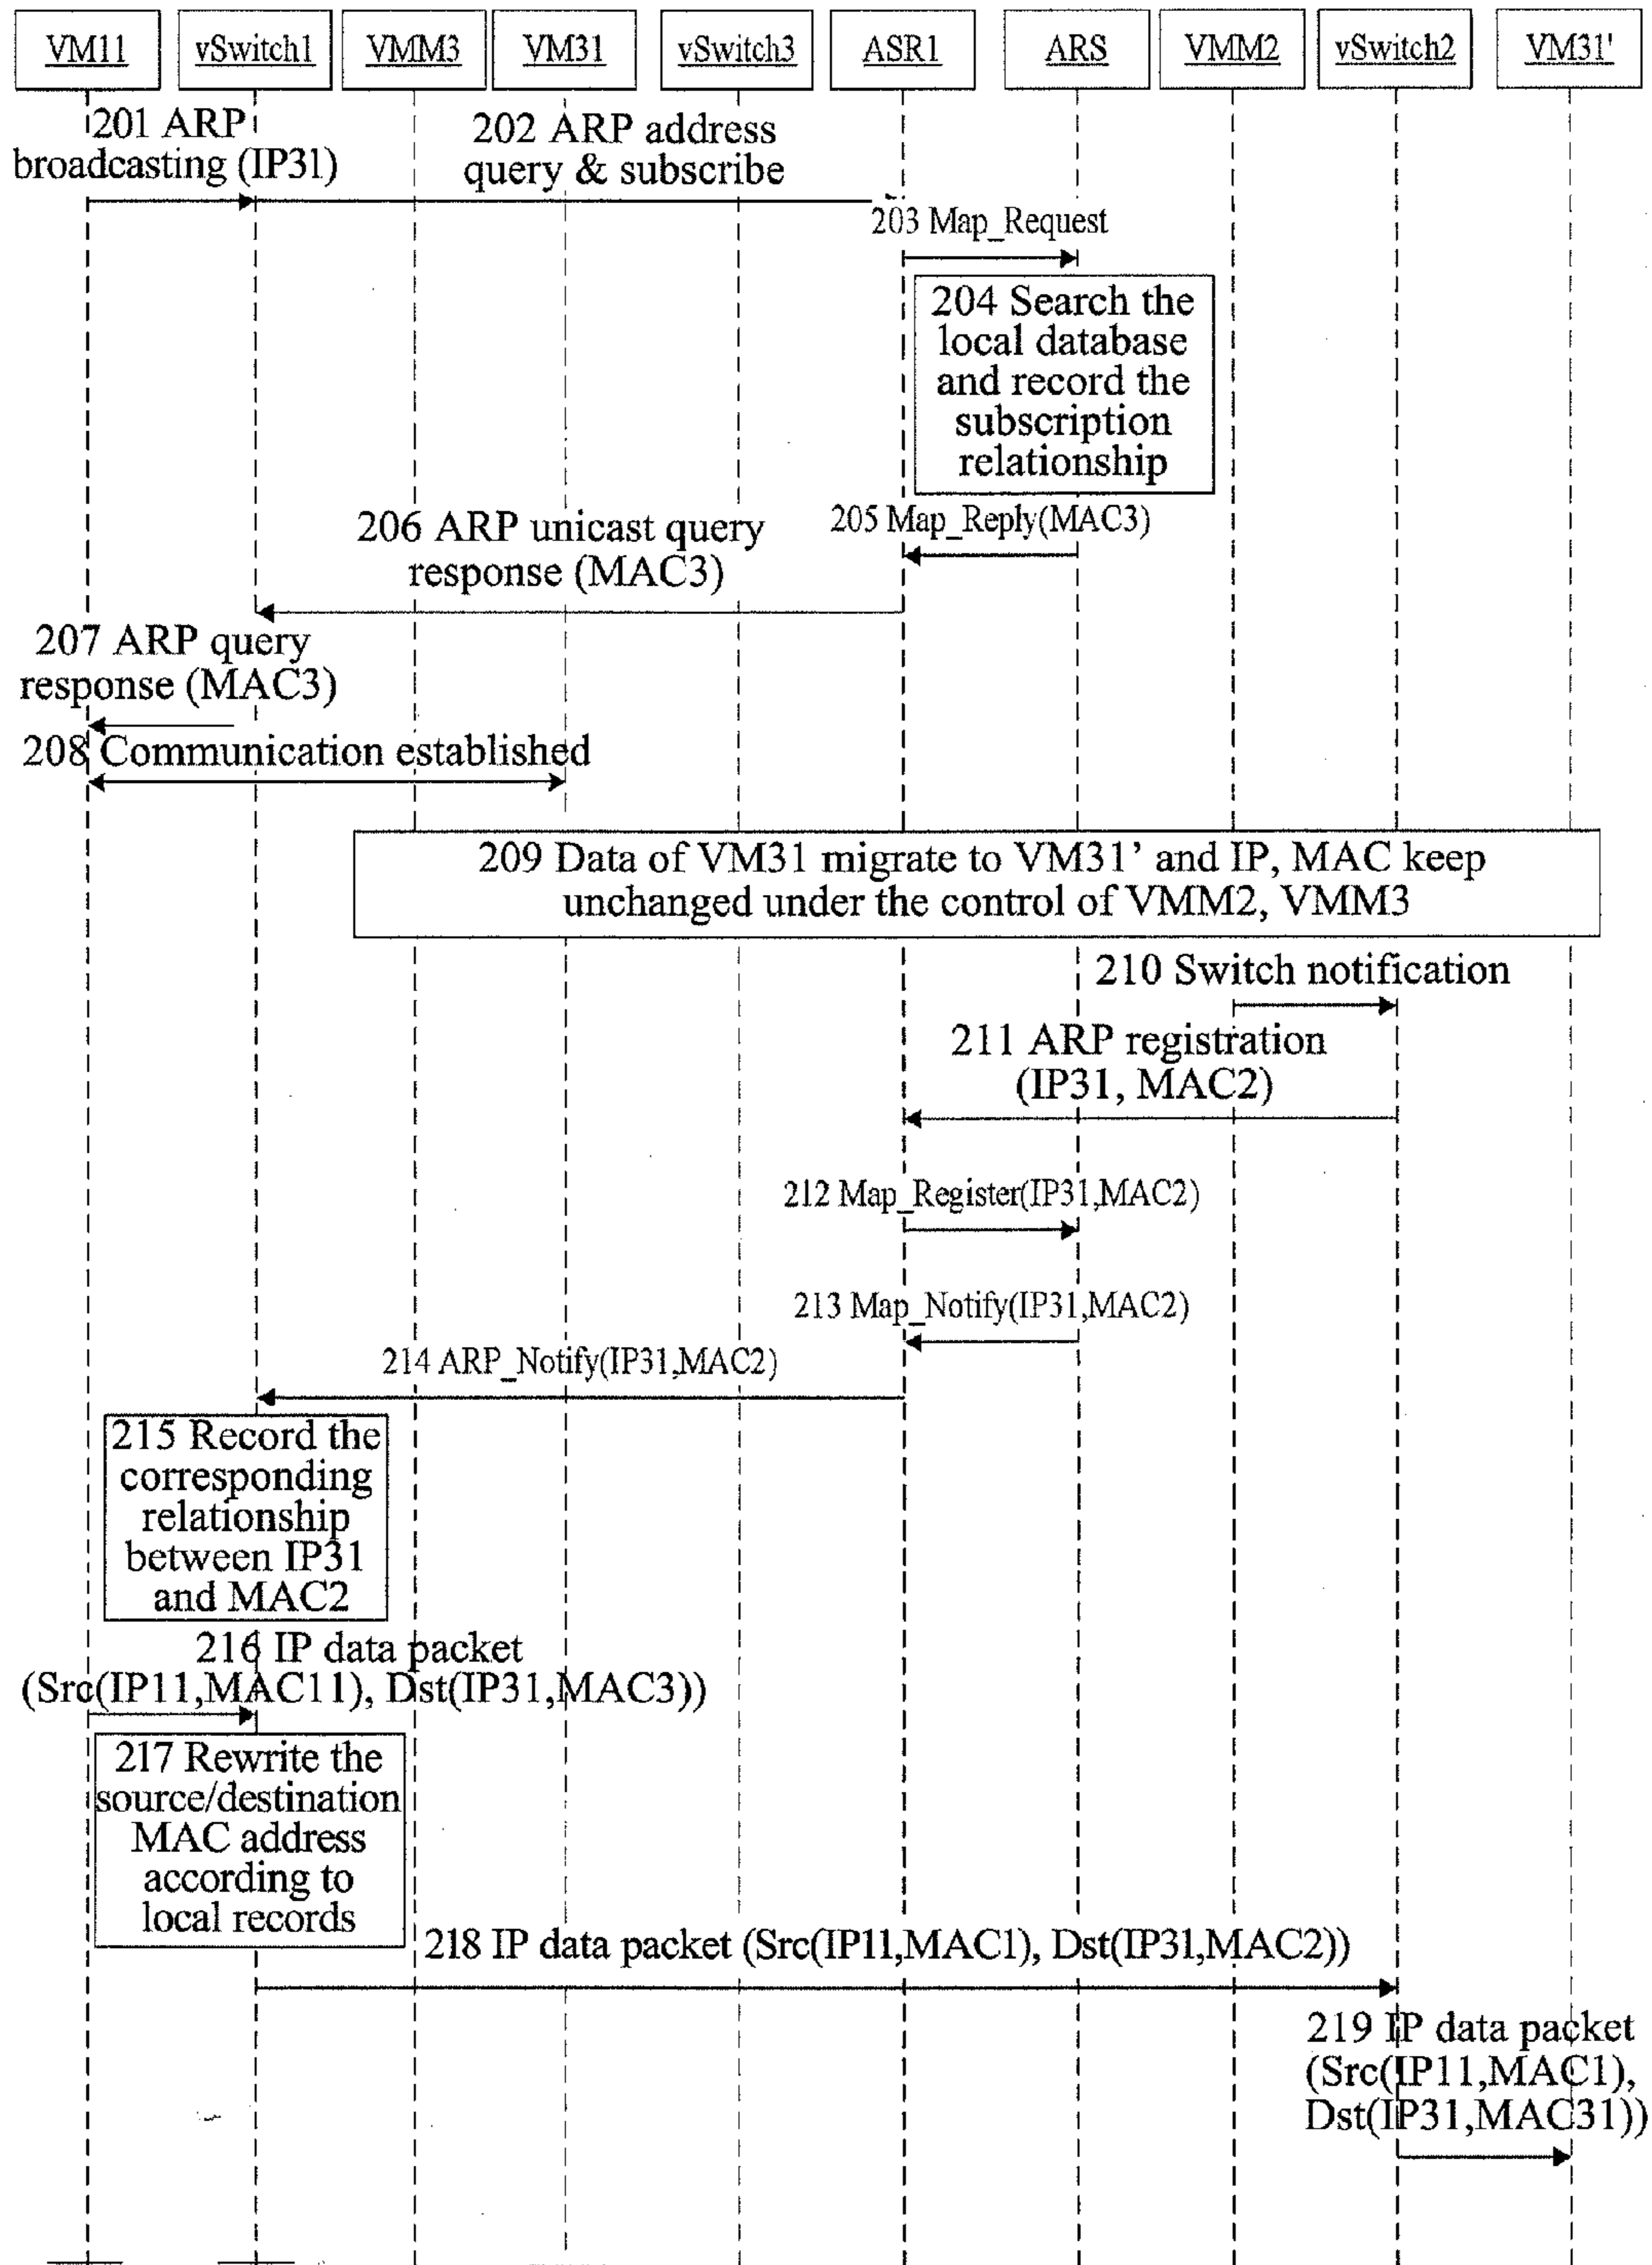 VM11
vSwitch1
VMM3
VM31
vSwitch3
ASR1
ARS
VMM2
vSwitch2
VM31'
201 ARP
broadcasting (IP31)
202 ARP address
query & subscribe
203 Map_Request
204 Search the
local database
and record the
subscription
relationship
205 Map_Reply(MAC3)
206 ARP unicast query
response (MAC3)
207 ARP query
response (MAC3)
208 Communication established
209 Data of VM31 migrate to VM31’ and IP, MAC keep
unchanged under the control of VMM2, VMM3
210 Switch notification
211 ARP registration
(IP31, MAC2)
212 Map_Register(IP31,MAC2)
213 Map_Notify(IP31,MAC2)
214 ARP_Notify(IP31,MAC2)
215 Record the
corresponding
relationship
between IP31
and MAC2
216 IP data packet
(Src(IP11,MAC11), Dst(IP31,MAC3))
217 Rewrite the
source/destination
MAC address
according to
local records
218 IP data packet (Src(IP11,MAC1), Dst(IP31,MAC2))
219 IP data packet
(Src(IP11,MAC1),
Dst(IP31,MAC31))